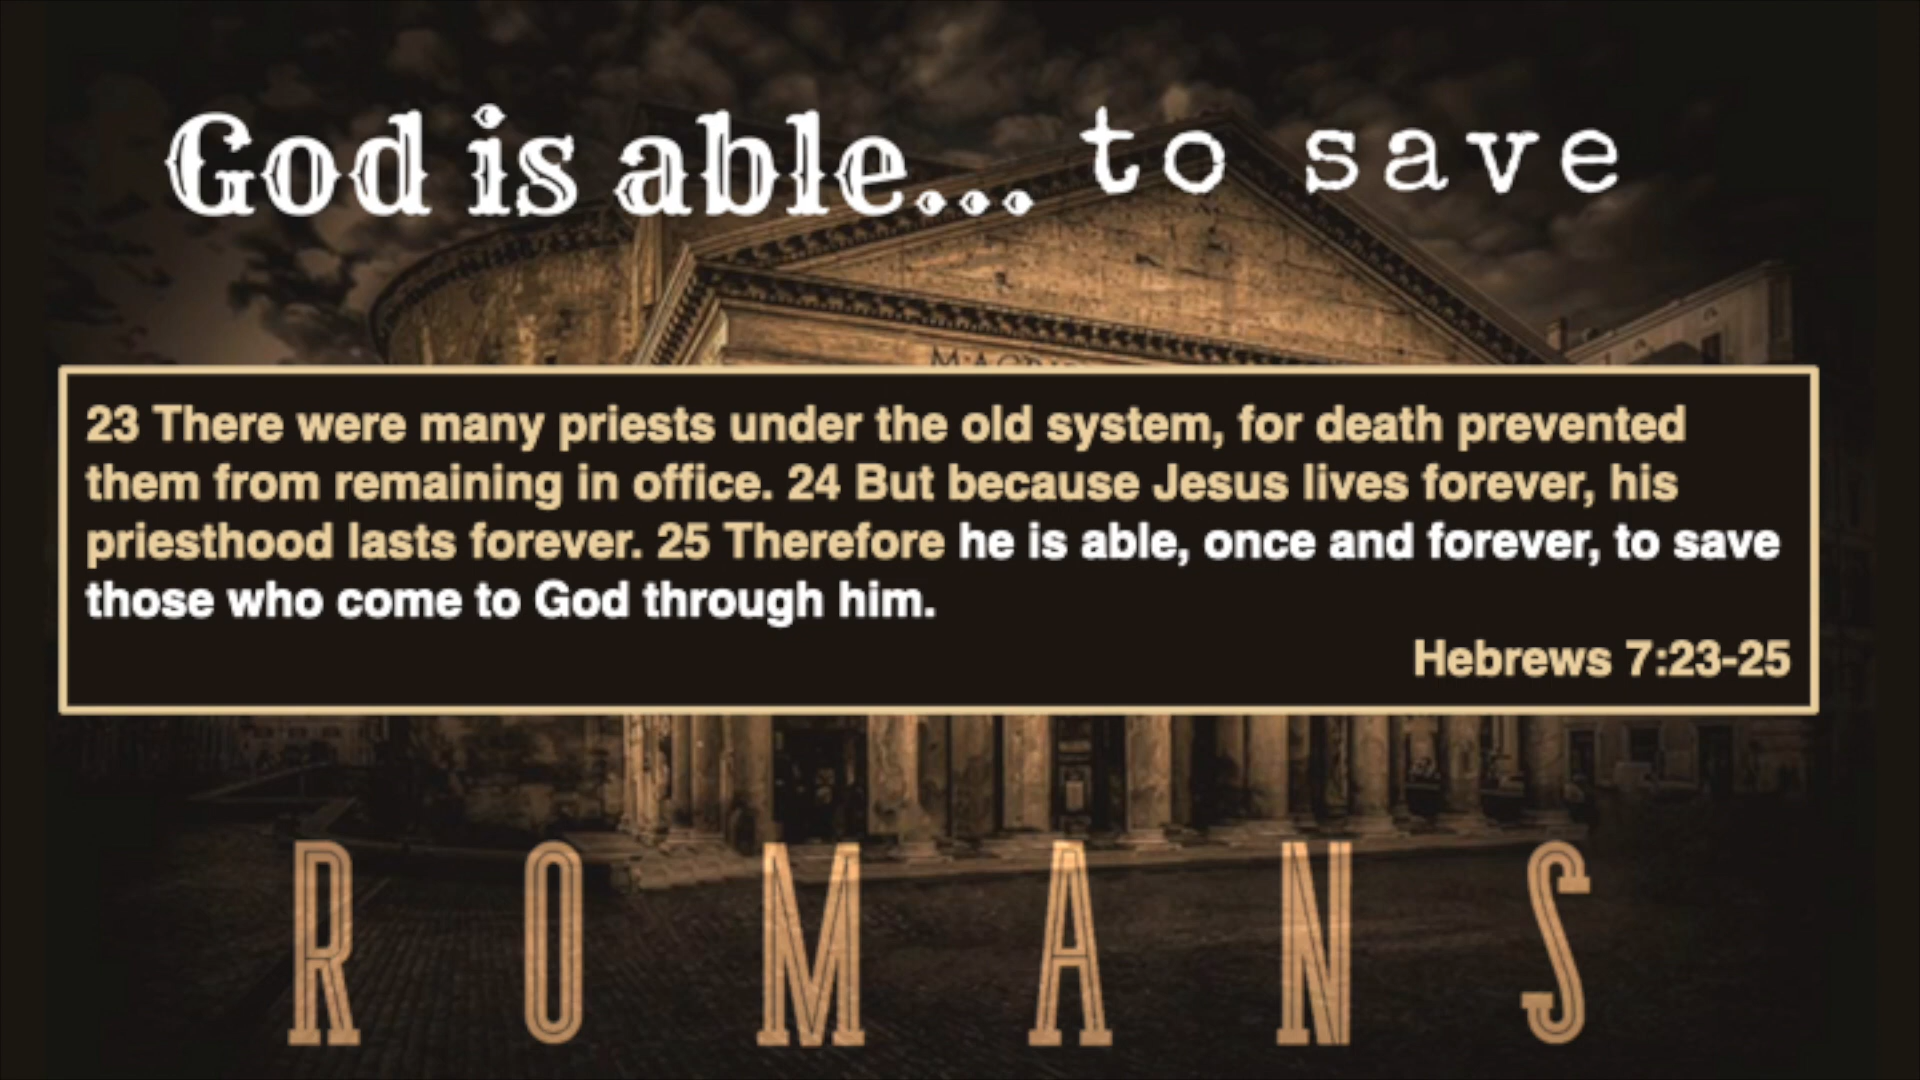 God is able... to save
M·AGRI
23 There were many priests under the old system, for death prevented
them from remaining in office. 24 But because Jesus lives forever, his
priesthood lasts forever. 25 Therefore he is able, once and forever, to save
those who come to God through him.
Hebrews 7:23-25
ROMANS